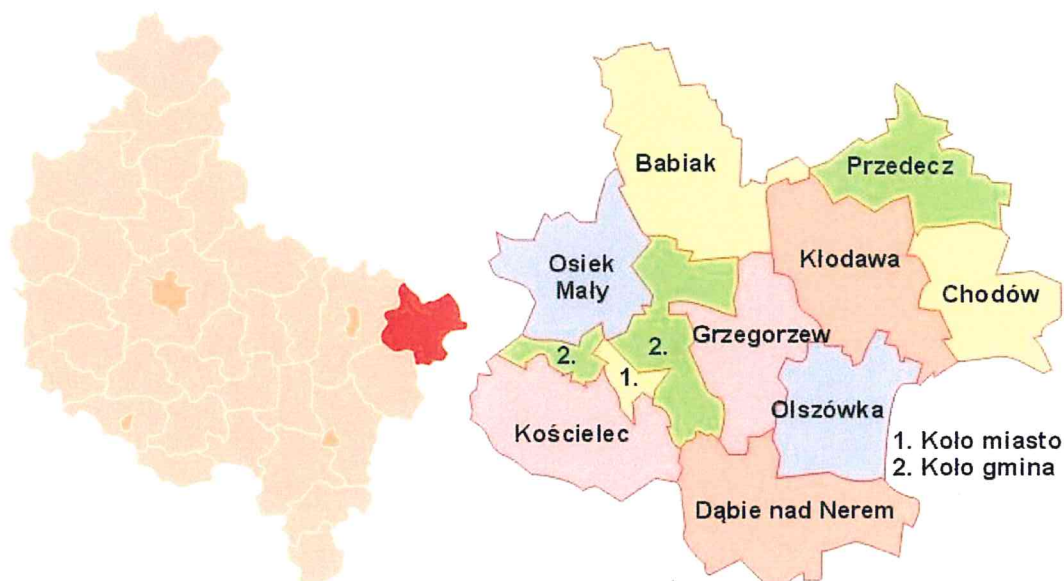 Babiak
Przedecz
Osiek
Mały
Kłodawa
Chodów
Grzegorzew
2.
2.
1.
Olszówka
Kościelec
1. Koło miasto
2. Koło gmina
Dąbie nad Nerem